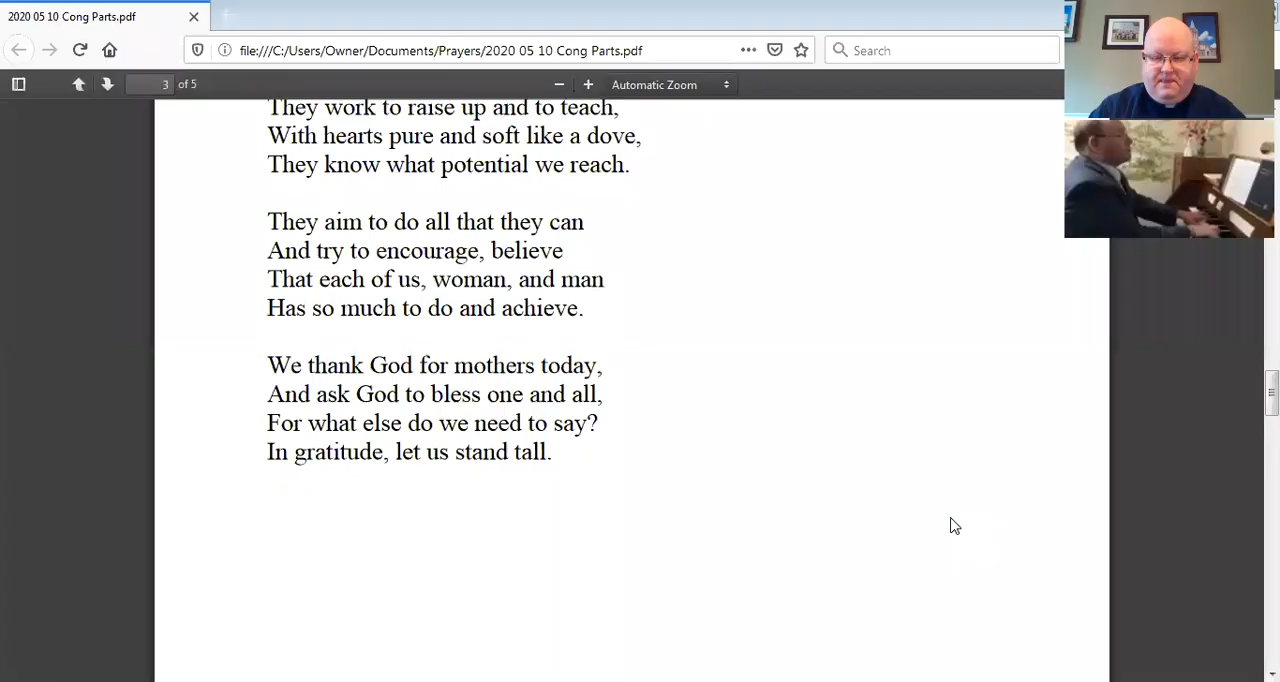 2020 05 10 Cong Parts.pdf
file:///C:/Users/Owner/Documents/Prayers/2020 05 10 Cong Parts.pdf
Search
3 of 5
Automatic Zoom
They work to raise up and to teach,
With hearts pure and soft like a dove,
They know what potential we reach.
They aim to do all that they can
And try to encourage, believe
That each of us, woman, and man
Has so much to do and achieve.
We thank God for mothers today,
And ask God to bless one and all,
For what else do we need to say?
In gratitude, let us stand tall.